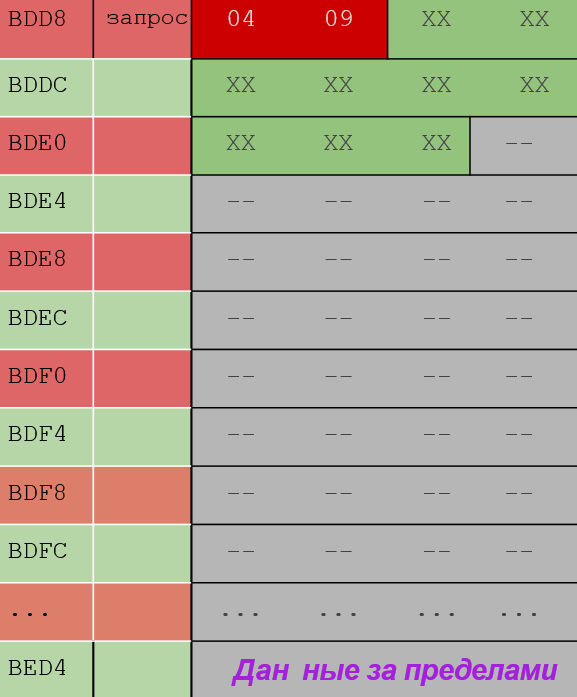 BDD8 запрос 04 09 XX XX
BDDC XX XX XX XX
BDE0 XX XX XX --
BDE4 -- -- -- --
BDE8 -- -- -- --
BDEC -- -- -- --
BDF0 -- -- -- --
BDF4 -- -- -- --
BDF8 -- -- -- --
BDFC -- -- -- --
... ... ... ... ...
BED4 Дан ные за пределами